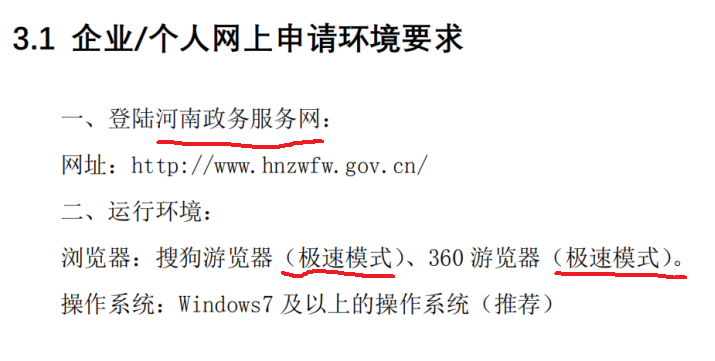 3.1 企业/个人网上申请环境要求
一、登陆河南政务服务网：
网址：http://www.hnzwfw.gov.cn/
二、运行环境：
浏览器：搜狗游览器（极速模式）、360 游览器（极速模式）。
操作系统：Windows7 及以上的操作系统（推荐）